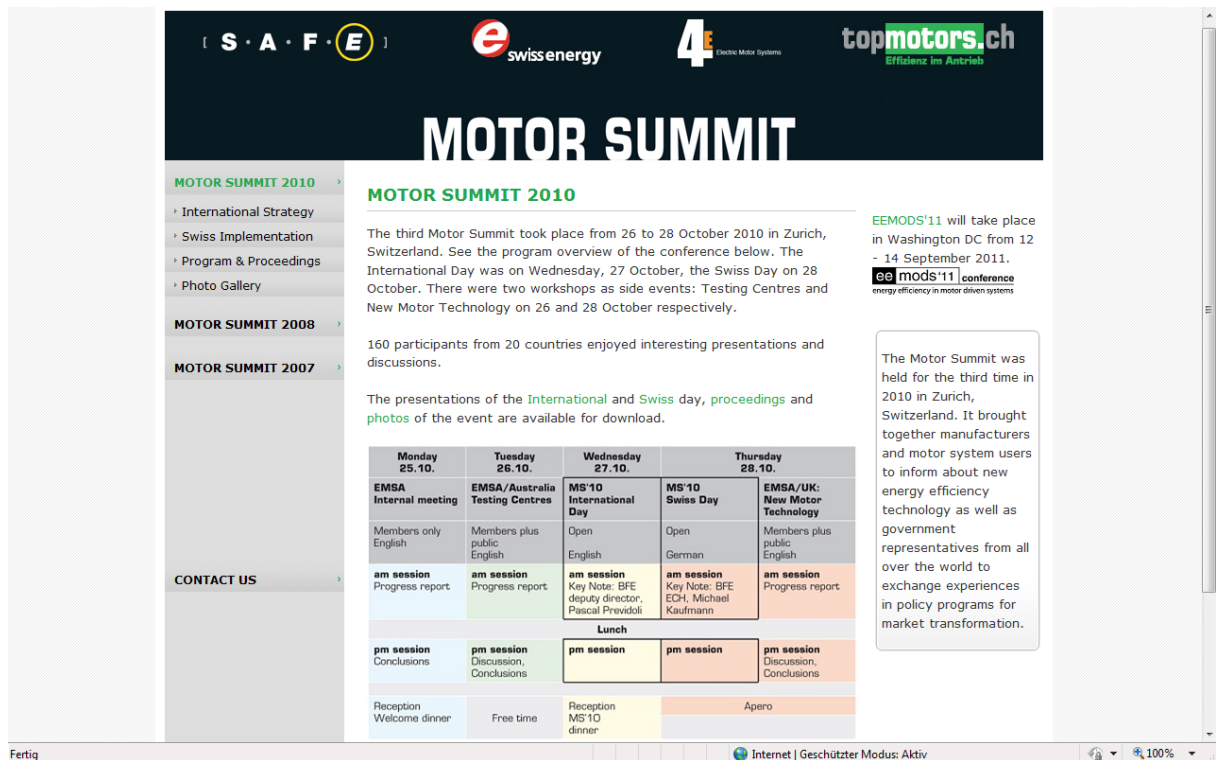 [ S · A · F · E ]
e swissenergy
4E Electric Motor Systems
topmotors.ch
Effizienz im Antrieb
MOTOR SUMMIT
MOTOR SUMMIT 2010
International Strategy
Swiss Implementation
Program & Proceedings
Photo Gallery
MOTOR SUMMIT 2008
MOTOR SUMMIT 2007
CONTACT US
MOTOR SUMMIT 2010
The third Motor Summit took place from 26 to 28 October 2010 in Zurich,
Switzerland. See the program overview of the conference below. The
International Day was on Wednesday, 27 October, the Swiss Day on 28
October. There were two workshops as side events: Testing Centres and
New Motor Technology on 26 and 28 October respectively.
160 participants from 20 countries enjoyed interesting presentations and
discussions.
The presentations of the International and Swiss day, proceedings and
photos of the event are available for download.
Monday Tuesday Wednesday Thursday
25.10. 26.10. 27.10. 28.10.
EMSA EMSA/Australia MS'10 MS'10 EMSA/UK:
Internal meeting Testing Centres International Swiss Day New Motor
Day Technology
Members only Members plus Open Open Members plus
English public public
English English German English
am session am session am session am session am session
Progress report Progress report Key Note: BFE Key Note: BFE Progress report
deputy director, ECH, Michael
Pascal Previdoli Kaufmann
Lunch
pm session pm session pm session pm session pm session
Conclusions Discussion, Discussion,
Conclusions Conclusions
Reception Reception Apero
Welcome dinner Free time MS'10
dinner
EEMODS'11 will take place
in Washington DC from 12
- 14 September 2011.
ee mods'11 conference
energy efficiency in motor driven systems
The Motor Summit was
held for the third time in
2010 in Zurich,
Switzerland. It brought
together manufacturers
and motor system users
to inform about new
energy efficiency
technology as well as
government
representatives from all
over the world to
exchange experiences
in policy programs for
market transformation.
Fertig
Internet | Geschützter Modus: Aktiv
100%